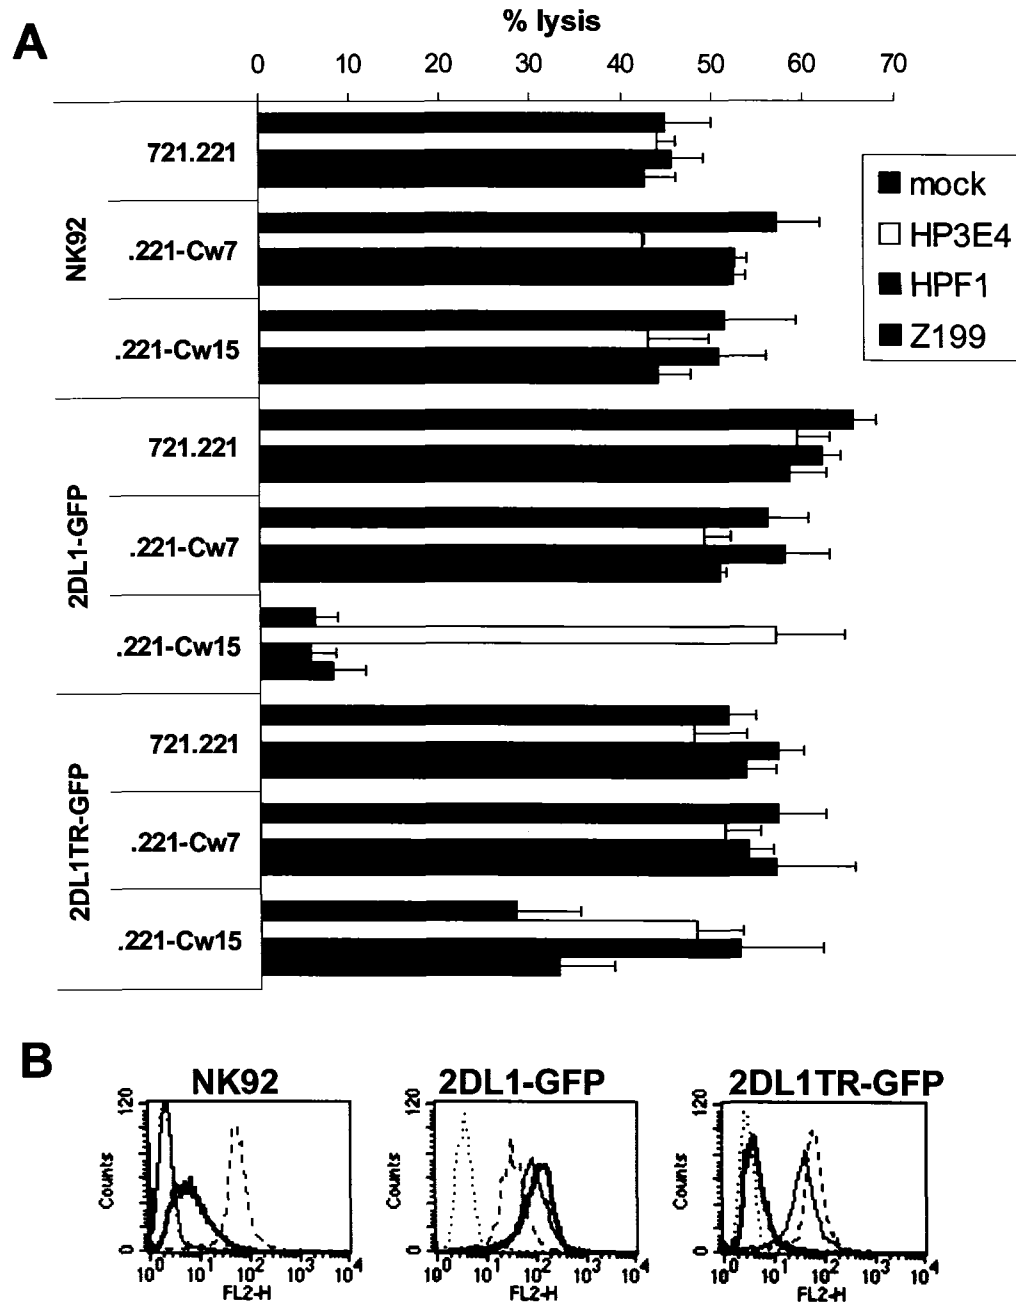 A
% lysis
0 10 20 30 40 50 60 70
mock
HP3E4
HPF1
Z199
NK92
721.221
.221-Cw7
.221-Cw15
2DL1-GFP
721.221
.221-Cw7
.221-Cw15
2DL1TR-GFP
721.221
.221-Cw7
.221-Cw15
B
NK92
120
Counts
0
10⁰ 10¹ 10² 10³ 10⁴
FL2-H
2DL1-GFP
120
Counts
0
10⁰ 10¹ 10² 10³ 10⁴
FL2-H
2DL1TR-GFP
120
Counts
0
10⁰ 10¹ 10² 10³ 10⁴
FL2-H